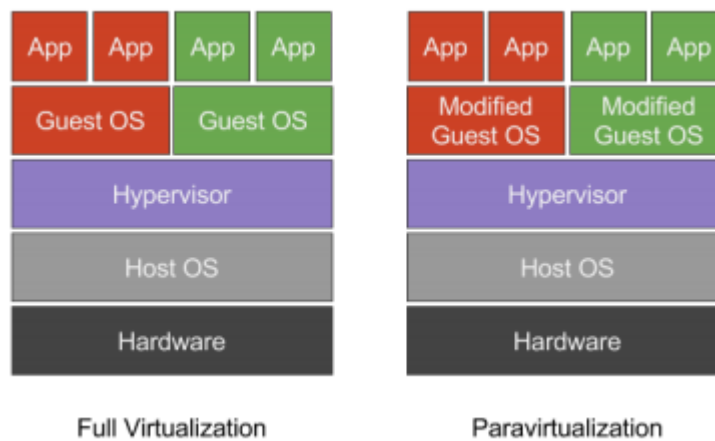 App App App App
Guest OS Guest OS
Hypervisor
Host OS
Hardware
Full Virtualization
App App App App
Modified Guest OS Modified Guest OS
Hypervisor
Host OS
Hardware
Paravirtualization